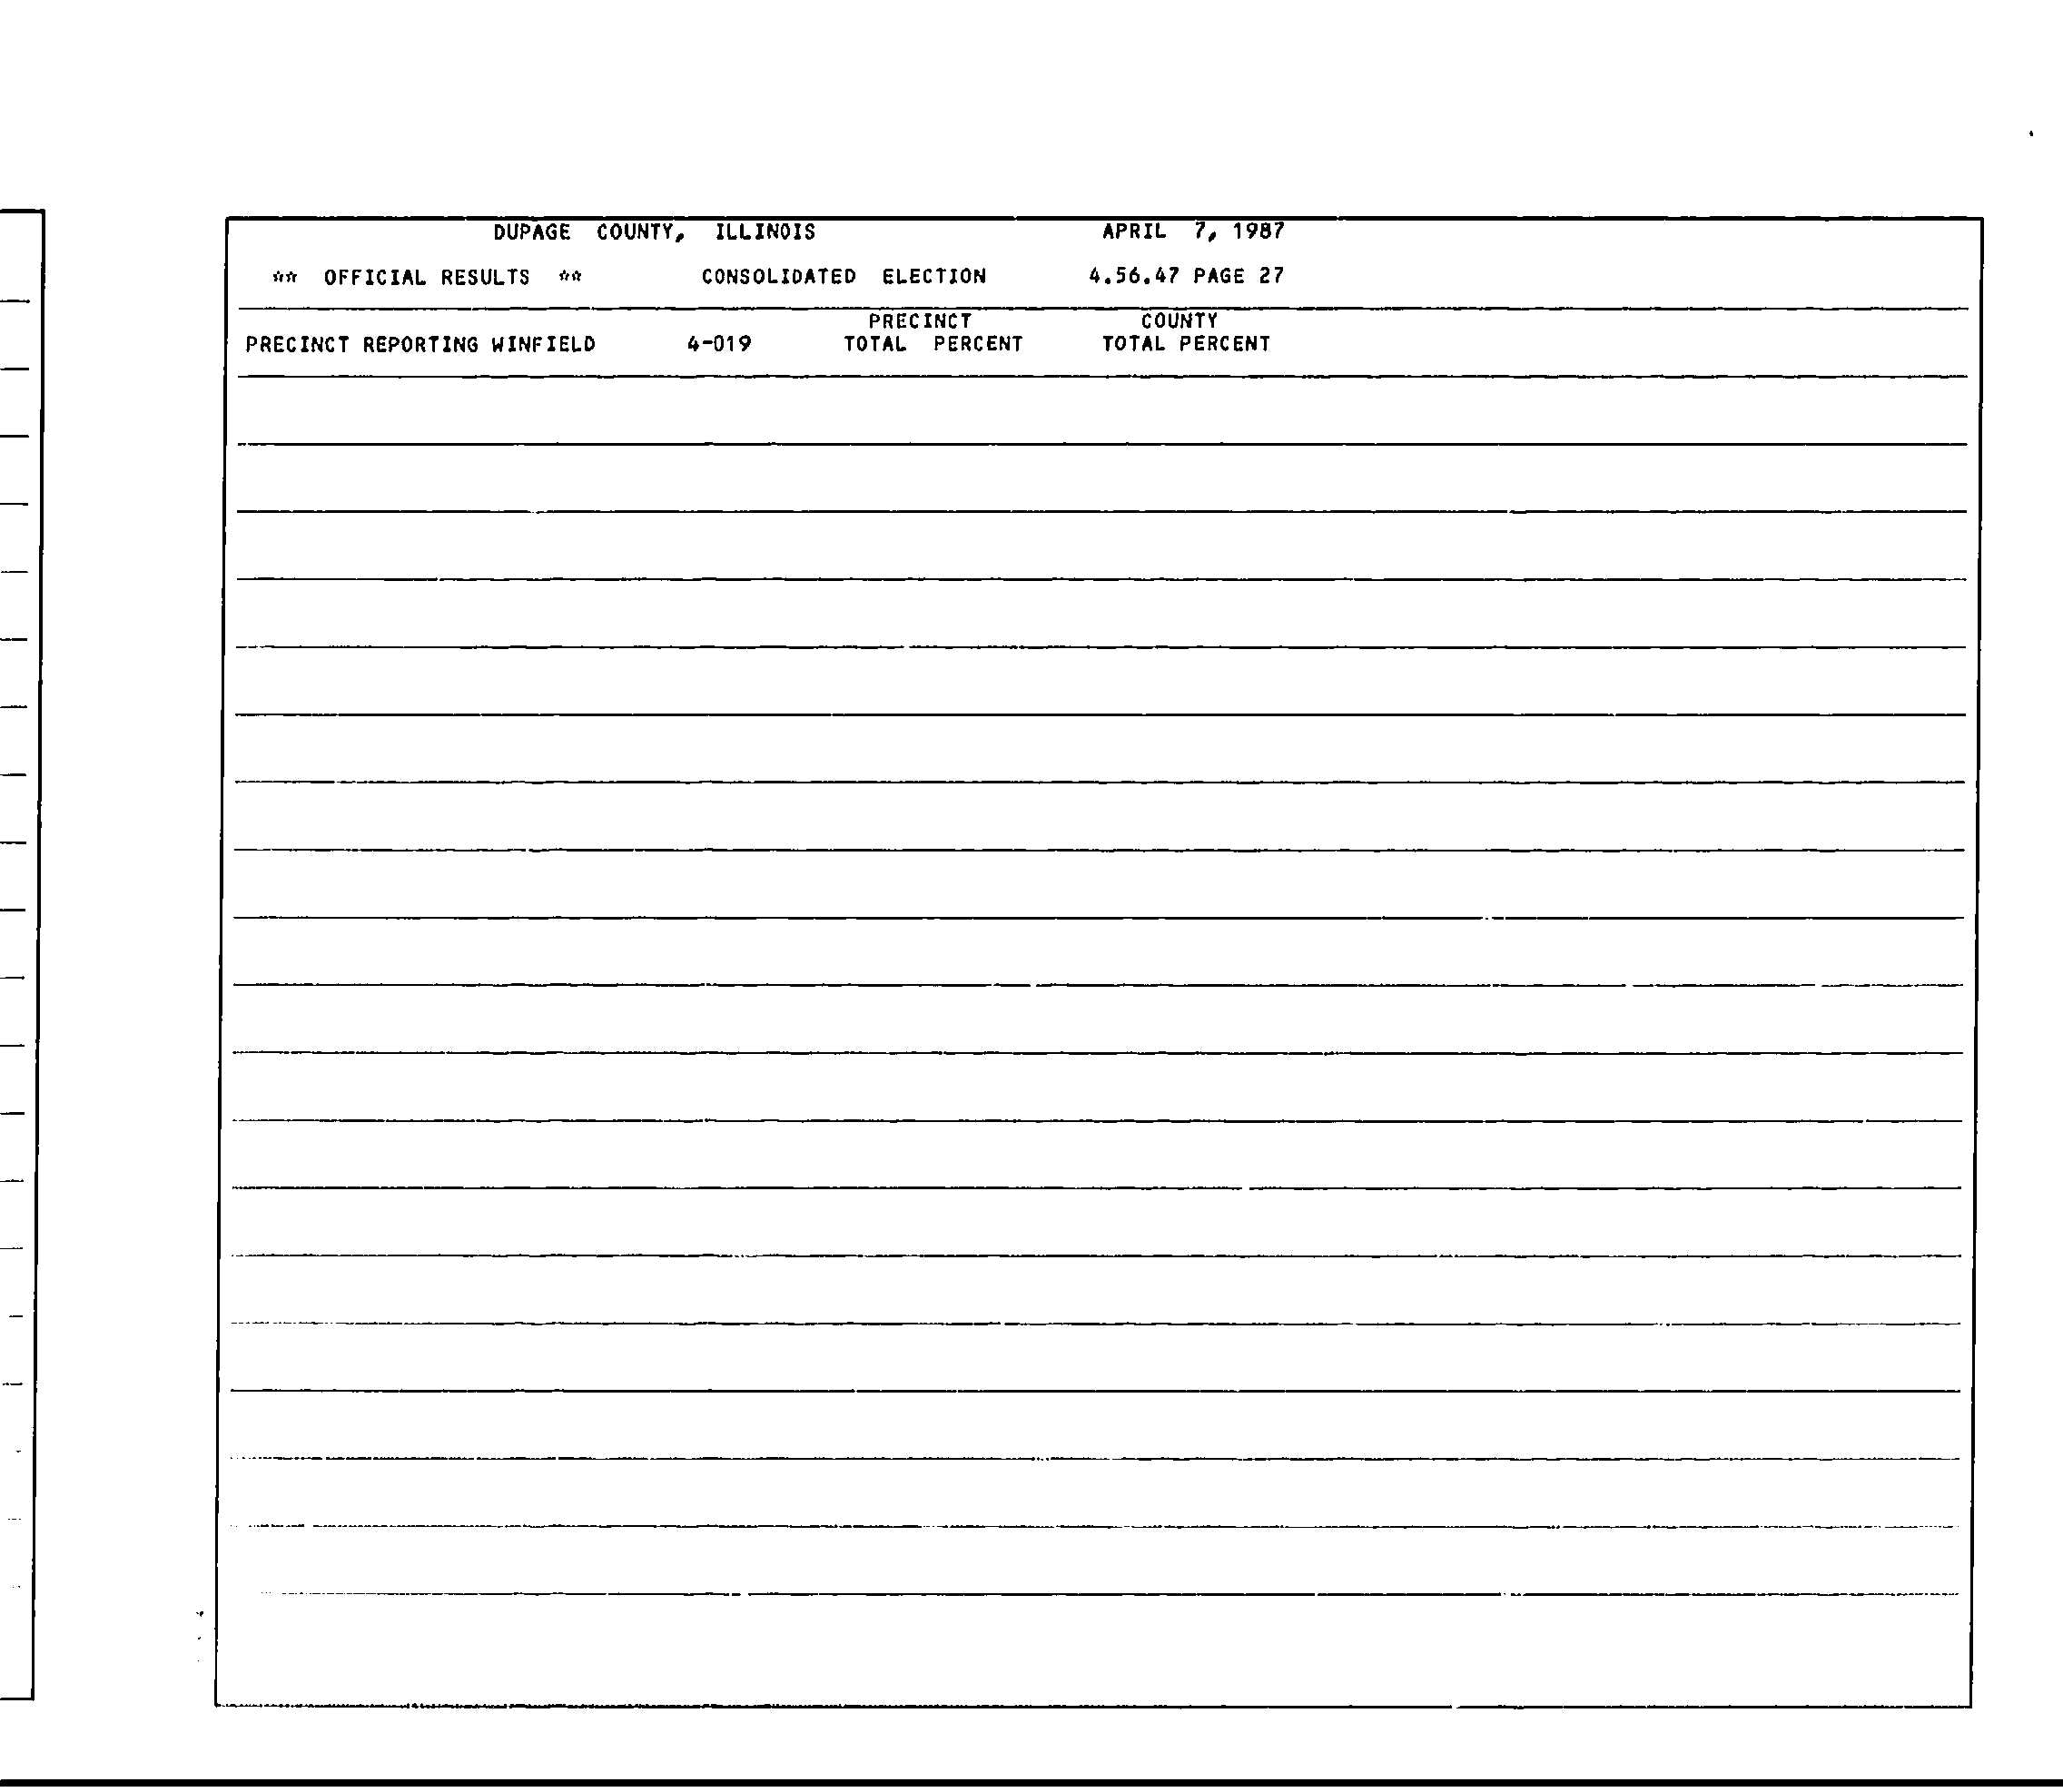 DUPAGE COUNTY, ILLINOIS APRIL 7, 1987
** OFFICIAL RESULTS ** CONSOLIDATED ELECTION 4.56.47 PAGE 27
PRECINCT COUNTY
PRECINCT REPORTING WINFIELD 4-019 TOTAL PERCENT TOTAL PERCENT